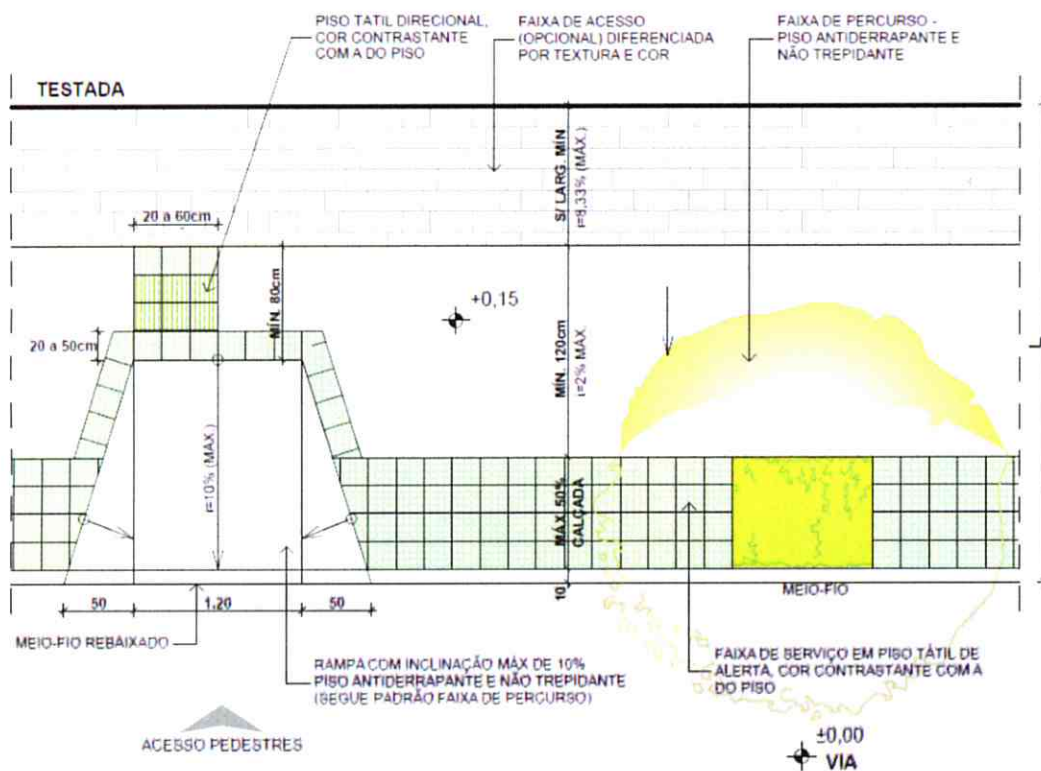 PISO TATIL DIRECIONAL,
COR CONTRASTANTE
COM A DO PISO
FAIXA DE ACESSO
(OPCIONAL) DIFERENCIADA
POR TEXTURA E COR
FAIXA DE PERCURSO -
PISO ANTIDERRAPANTE E
NÃO TREPIDANTE
TESTADA
S/ LARG. MÍN
i=8,33% (MÁX.)
20 a 60cm
MÍN. 80cm
+0,15
20 a 50cm
MÍN. 120cm
i=2% MÁX.
L
i=10% (MÁX.)
MÁX. 50%
CALÇADA
10
MEIO-FIO
50
1.20
50
MEIO-FIO REBAIXADO
RAMPA COM INCLINAÇÃO MÁX DE 10%
PISO ANTIDERRAPANTE E NÃO TREPIDANTE
(SEGUE PADRÃO FAIXA DE PERCURSO)
FAIXA DE SERVIÇO EM PISO TÁTIL DE
ALERTA, COR CONTRASTANTE COM A
DO PISO
ACESSO PEDESTRES
±0,00
VIA